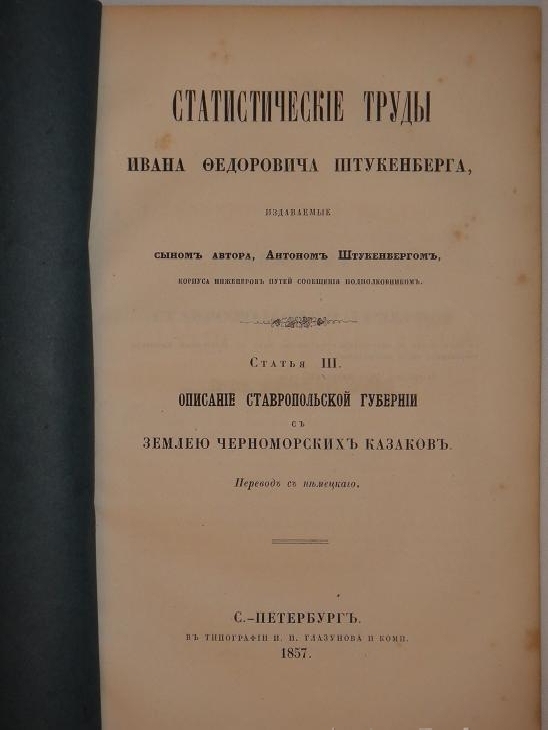 СТАТИСТИЧЕСКІЕ ТРУДЫ
ИВАНА ѲЕДОРОВИЧА ШТУКЕНБЕРГА,
ИЗДАВАЕМЫЕ
СЫНОМЪ АВТОРА, АНТОНОМЪ ШТУКЕНБЕРГОМЪ,
КОРПУСА ИНЖЕНЕРОВЪ ПУТЕЙ СООБЩЕНІЯ ПОДПОЛКОВНИКОМЪ.
Статья III.
ОПИСАНІЕ СТАВРОПОЛЬСКОЙ ГУБЕРНІИ
СЪ
ЗЕМЛЕЮ ЧЕРНОМОРСКИХЪ КАЗАКОВЪ.
Переводъ съ нѣмецкаго.
С.-ПЕТЕРБУРГЪ.
ВЪ ТИПОГРАФІИ И. И. ГЛАЗУНОВА И КОМП.
1857.